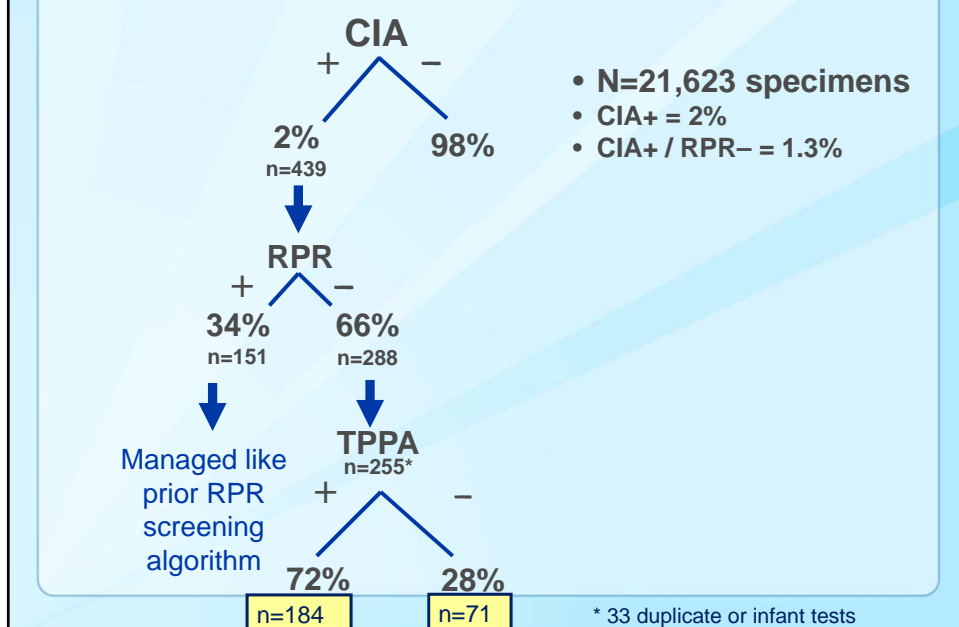 CIA
+ –
2% 98%
n=439
• N=21,623 specimens
• CIA+ = 2%
• CIA+ / RPR– = 1.3%
RPR
+ –
34% 66%
n=151 n=288
Managed like
prior RPR
screening
algorithm
TPPA
n=255*
+ –
72% 28%
n=184 n=71
* 33 duplicate or infant tests